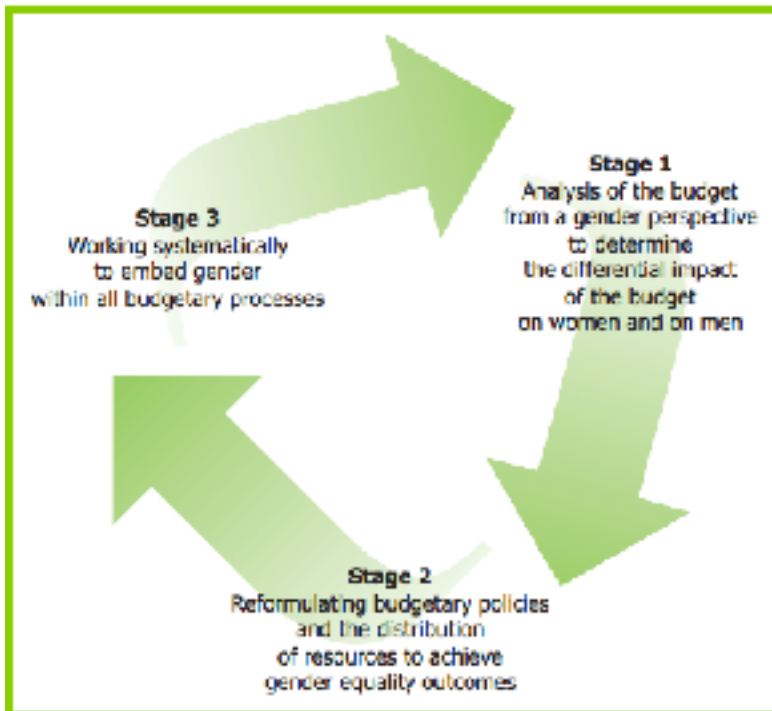 Stage 1
Analysis of the budget
from a gender perspective
to determine
the differential impact
of the budget
on women and on men
Stage 2
Reformulating budgetary policies
and the distribution
of resources to achieve
gender equality outcomes
Stage 3
Working systematically
to embed gender
within all budgetary processes